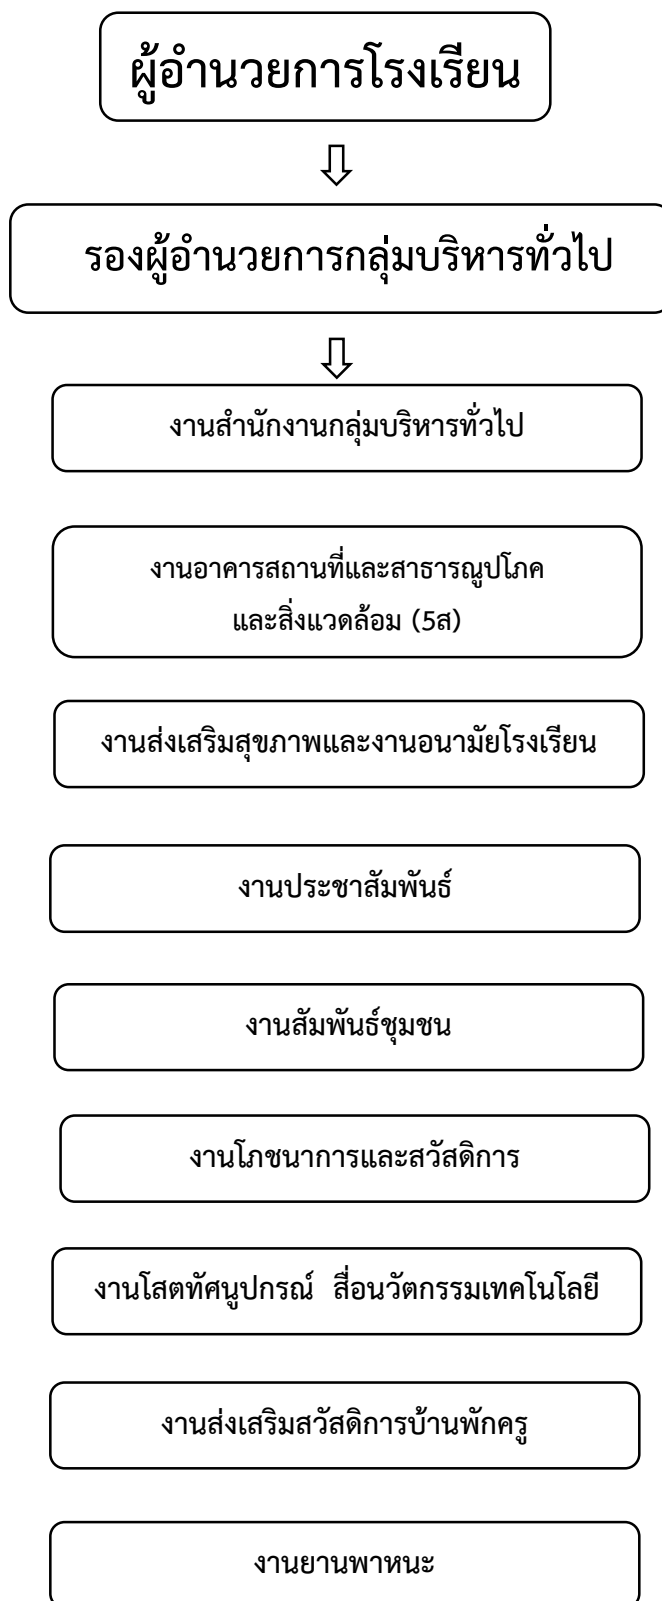 ผู้อำนวยการโรงเรียน
รองผู้อำนวยการกลุ่มบริหารทั่วไป
งานสำนักงานกลุ่มบริหารทั่วไป
งานอาคารสถานที่และสาธารณูปโภค
และสิ่งแวดล้อม (5ส)
งานส่งเสริมสุขภาพและงานอนามัยโรงเรียน
งานประชาสัมพันธ์
งานสัมพันธ์ชุมชน
งานโภชนาการและสวัสดิการ
งานโสตทัศนูปกรณ์ สื่อนวัตกรรมเทคโนโลยี
งานส่งเสริมสวัสดิการบ้านพักครู
งานยานพาหนะ